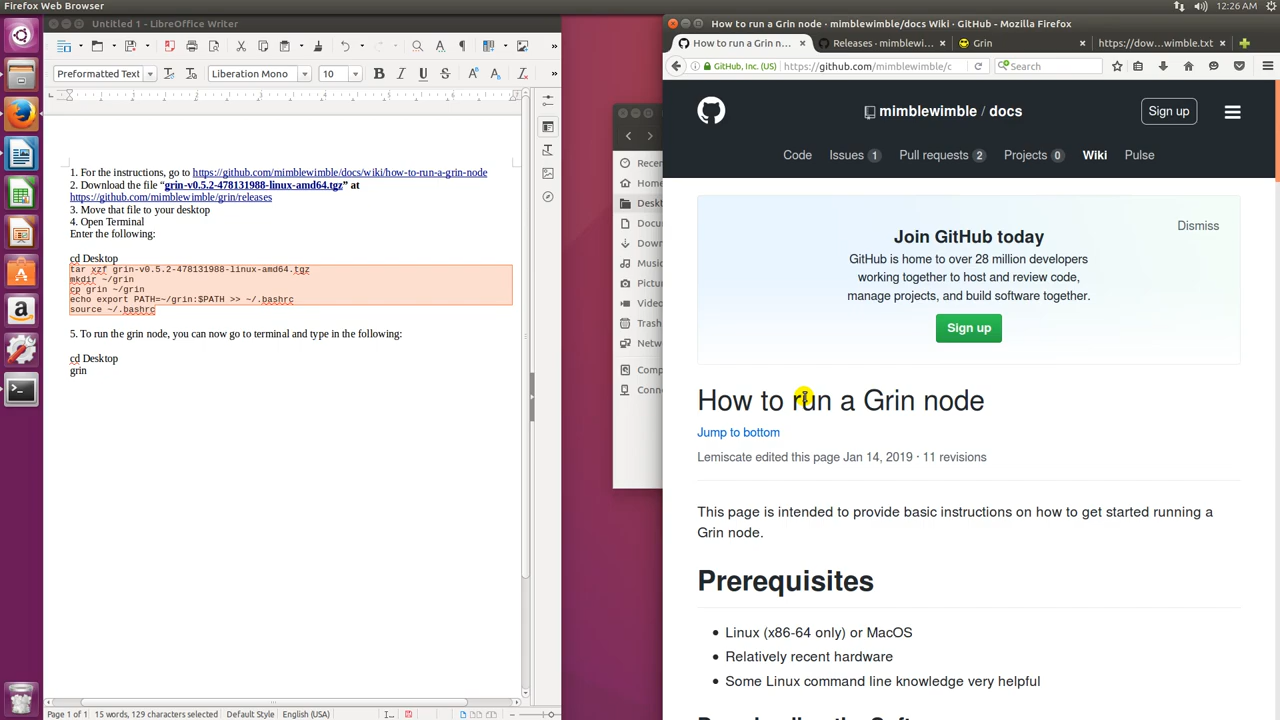 Firefox Web Browser
12:26 AM
Untitled 1 - LibreOffice Writer
Preformatted Text
Liberation Mono
10
1. For the instructions, go to https://github.com/mimblewimble/docs/wiki/how-to-run-a-grin-node
2. Download the file "grin-v0.5.2-478131988-linux-amd64.tgz" at
https://github.com/mimblewimble/grin/releases
3. Move that file to your desktop
4. Open Terminal
Enter the following:
cd Desktop
tar xzf grin-v0.5.2-478131988-linux-amd64.tgz
mkdir ~/grin
cp grin ~/grin
echo export PATH=~/grin:$PATH >> ~/.bashrc
source ~/.bashrc
5. To run the grin node, you can now go to terminal and type in the following:
cd Desktop
grin
Page 1 of 1
15 words, 129 characters selected
Default Style
English (USA)
Recen
Home
Deskt
Docu
Down
Music
Pictu
Video
Trash
Netw
Comp
Conne
How to run a Grin node · mimblewimble/docs Wiki · GitHub - Mozilla Firefox
How to run a Grin n...
Releases · mimblewi...
Grin
https://dow...wimble.txt
GitHub, Inc. (US)
https://github.com/mimblewimble/c
Search
mimblewimble / docs
Sign up
Code
Issues 1
Pull requests 2
Projects 0
Wiki
Pulse
Join GitHub today
Dismiss
GitHub is home to over 28 million developers
working together to host and review code,
manage projects, and build software together.
Sign up
How to run a Grin node
Jump to bottom
Lemiscate edited this page Jan 14, 2019 · 11 revisions
This page is intended to provide basic instructions on how to get started running a
Grin node.
Prerequisites
• Linux (x86-64 only) or MacOS
• Relatively recent hardware
• Some Linux command line knowledge very helpful